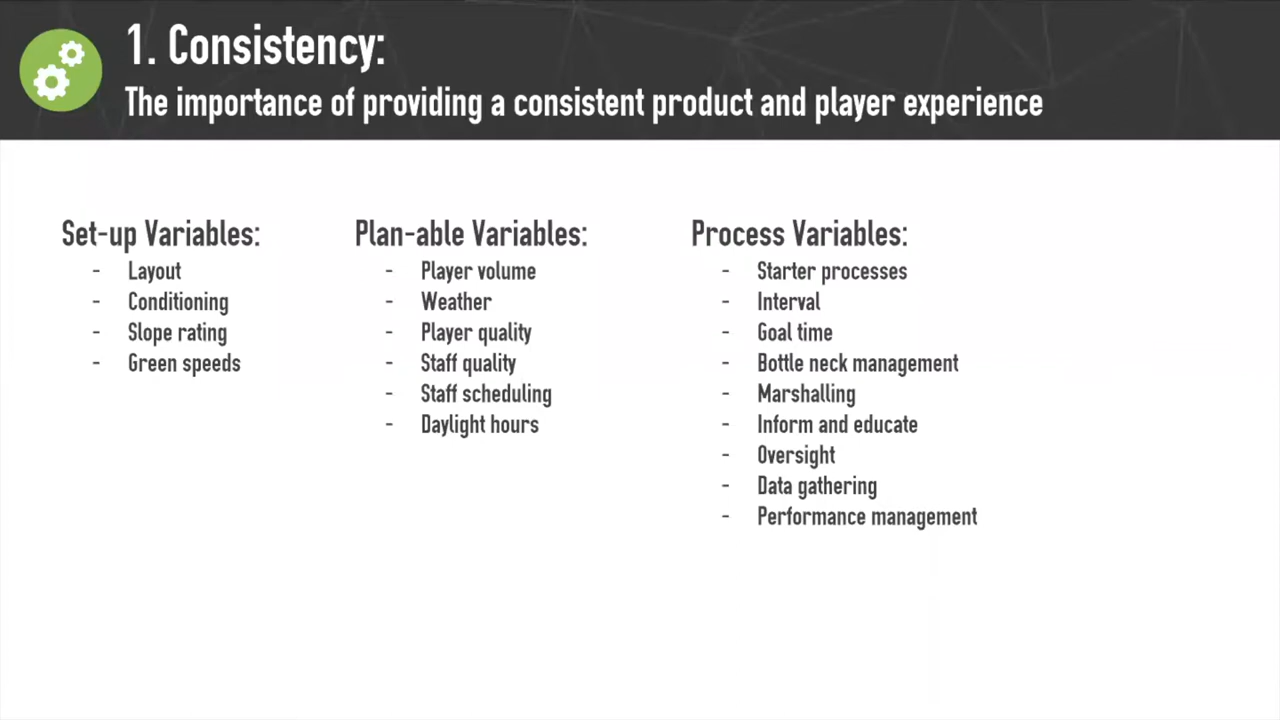 1. Consistency:
The importance of providing a consistent product and player experience
Set-up Variables:
- Layout
- Conditioning
- Slope rating
- Green speeds
Plan-able Variables:
- Player volume
- Weather
- Player quality
- Staff quality
- Staff scheduling
- Daylight hours
Process Variables:
- Starter processes
- Interval
- Goal time
- Bottle neck management
- Marshalling
- Inform and educate
- Oversight
- Data gathering
- Performance management